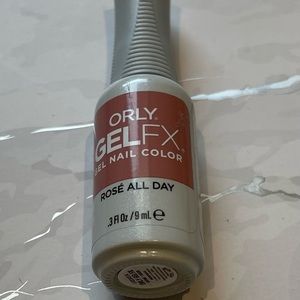 ORLY
GELFX
GEL NAIL COLOR
ROSÉ ALL DAY
.3 Fl Oz / 9 mL ℮